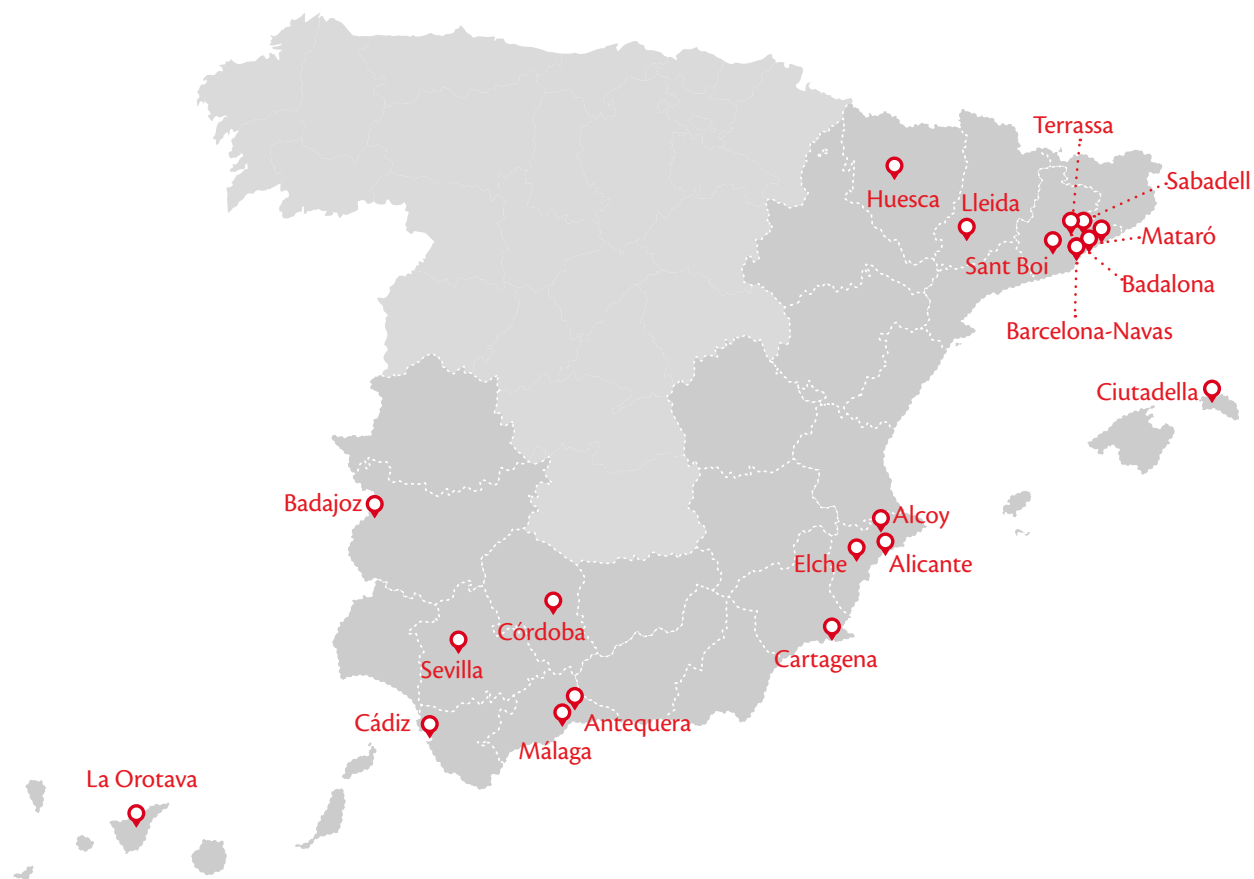 Terrassa
Sabadell
Huesca
Lleida
Mataró
Sant Boi
Badalona
Barcelona-Navas
Ciutadella
Badajoz
Alcoy
Elche
Alicante
Córdoba
Cartagena
Sevilla
Cádiz
Antequera
Málaga
La Orotava